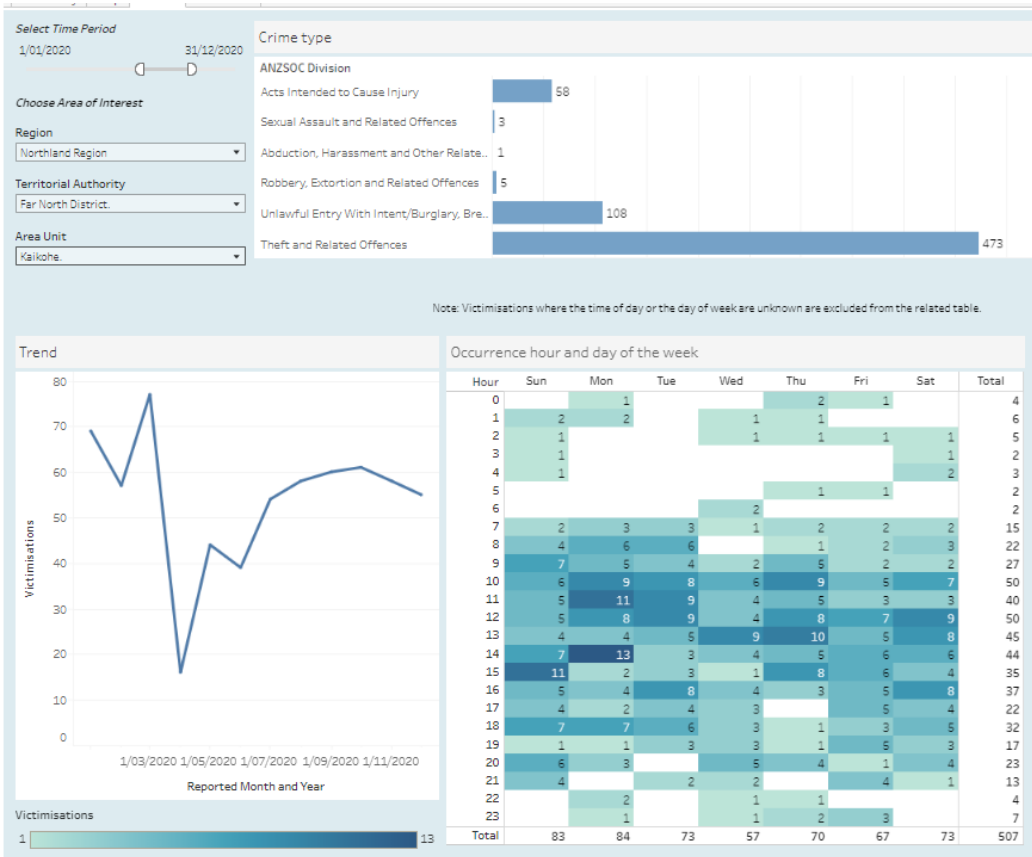 Select Time Period
1/01/2020 31/12/2020
Choose Area of Interest
Region
Northland Region
Territorial Authority
Far North District.
Area Unit
Kaikohe.
Crime type
ANZSOC Division
Acts Intended to Cause Injury 58
Sexual Assault and Related Offences 3
Abduction, Harassment and Other Relate.. 1
Robbery, Extortion and Related Offences 5
Unlawful Entry With Intent/Burglary, Bre.. 108
Theft and Related Offences 473
Note: Victimisations where the time of day or the day of week are unknown are excluded from the related table.
Trend
80
70
60
50
40
30
20
10
0
Victimisations
1/03/2020 1/05/2020 1/07/2020 1/09/2020 1/11/2020
Reported Month and Year
Victimisations
1 13
Occurrence hour and day of the week
Hour Sun Mon Tue Wed Thu Fri Sat Total
0 1 2 1 4
1 2 2 1 1 6
2 1 1 1 1 1 5
3 1 1 2
4 1 2 3
5 1 1 2
6 2 2
7 2 3 3 1 2 2 2 15
8 4 6 6 1 2 3 22
9 7 5 4 2 5 2 2 27
10 6 9 8 6 9 5 7 50
11 5 11 9 4 5 3 3 40
12 5 8 9 4 8 7 9 50
13 4 4 5 9 10 5 8 45
14 7 13 3 4 5 6 6 44
15 11 2 3 1 8 6 4 35
16 5 4 8 4 3 5 8 37
17 4 2 4 3 5 4 22
18 7 7 6 3 1 3 5 32
19 1 1 3 3 1 5 3 17
20 6 3 5 4 1 4 23
21 4 2 2 4 1 13
22 2 1 1 4
23 1 1 2 3 7
Total 83 84 73 57 70 67 73 507